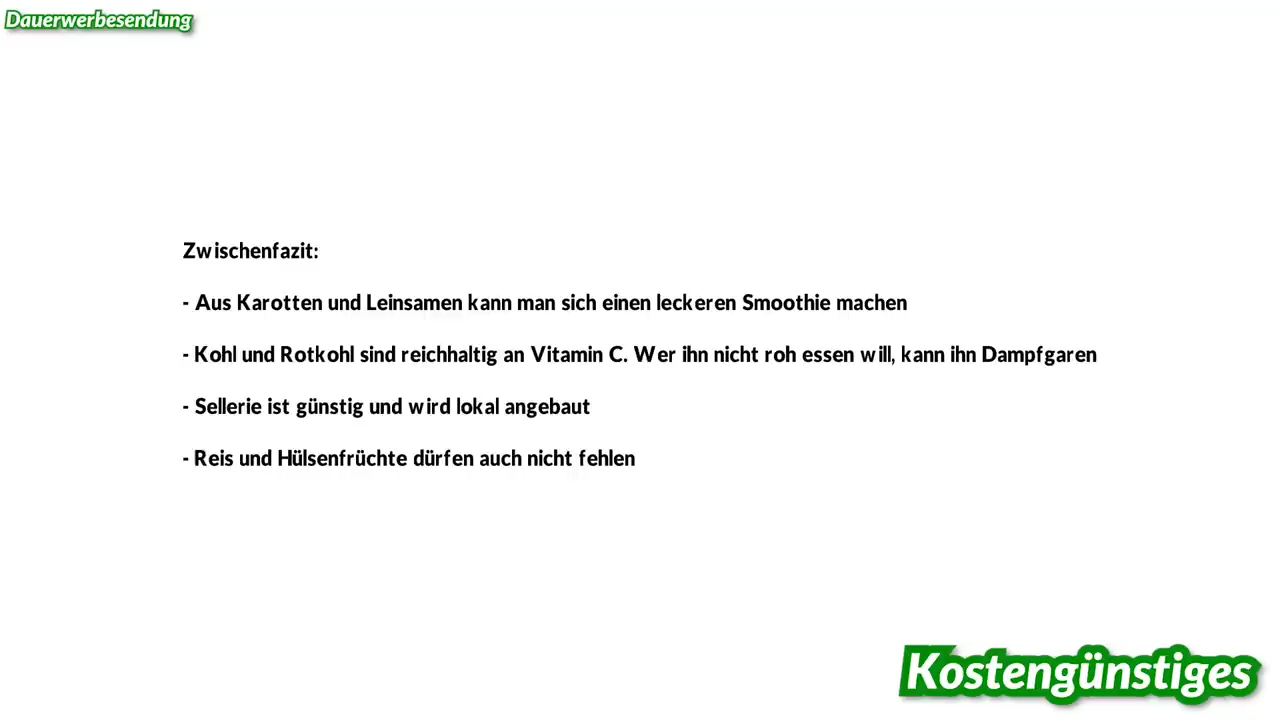 Dauerwerbesendung
Zwischenfazit:
- Aus Karotten und Leinsamen kann man sich einen leckeren Smoothie machen
- Kohl und Rotkohl sind reichhaltig an Vitamin C. Wer ihn nicht roh essen will, kann ihn Dampfgaren
- Sellerie ist günstig und wird lokal angebaut
- Reis und Hülsenfrüchte dürfen auch nicht fehlen
Kostengünstiges